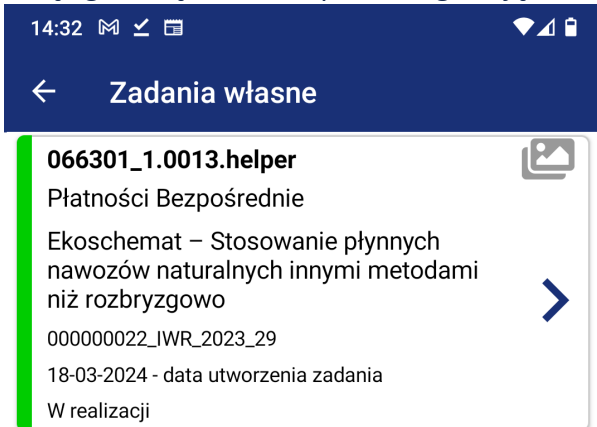 14:32
Zadania własne
066301_1.0013.helper
Płatności Bezpośrednie
Ekoschemat – Stosowanie płynnych
nawozów naturalnych innymi metodami
niż rozbryzgowo
000000022_IWR_2023_29
18-03-2024 - data utworzenia zadania
W realizacji